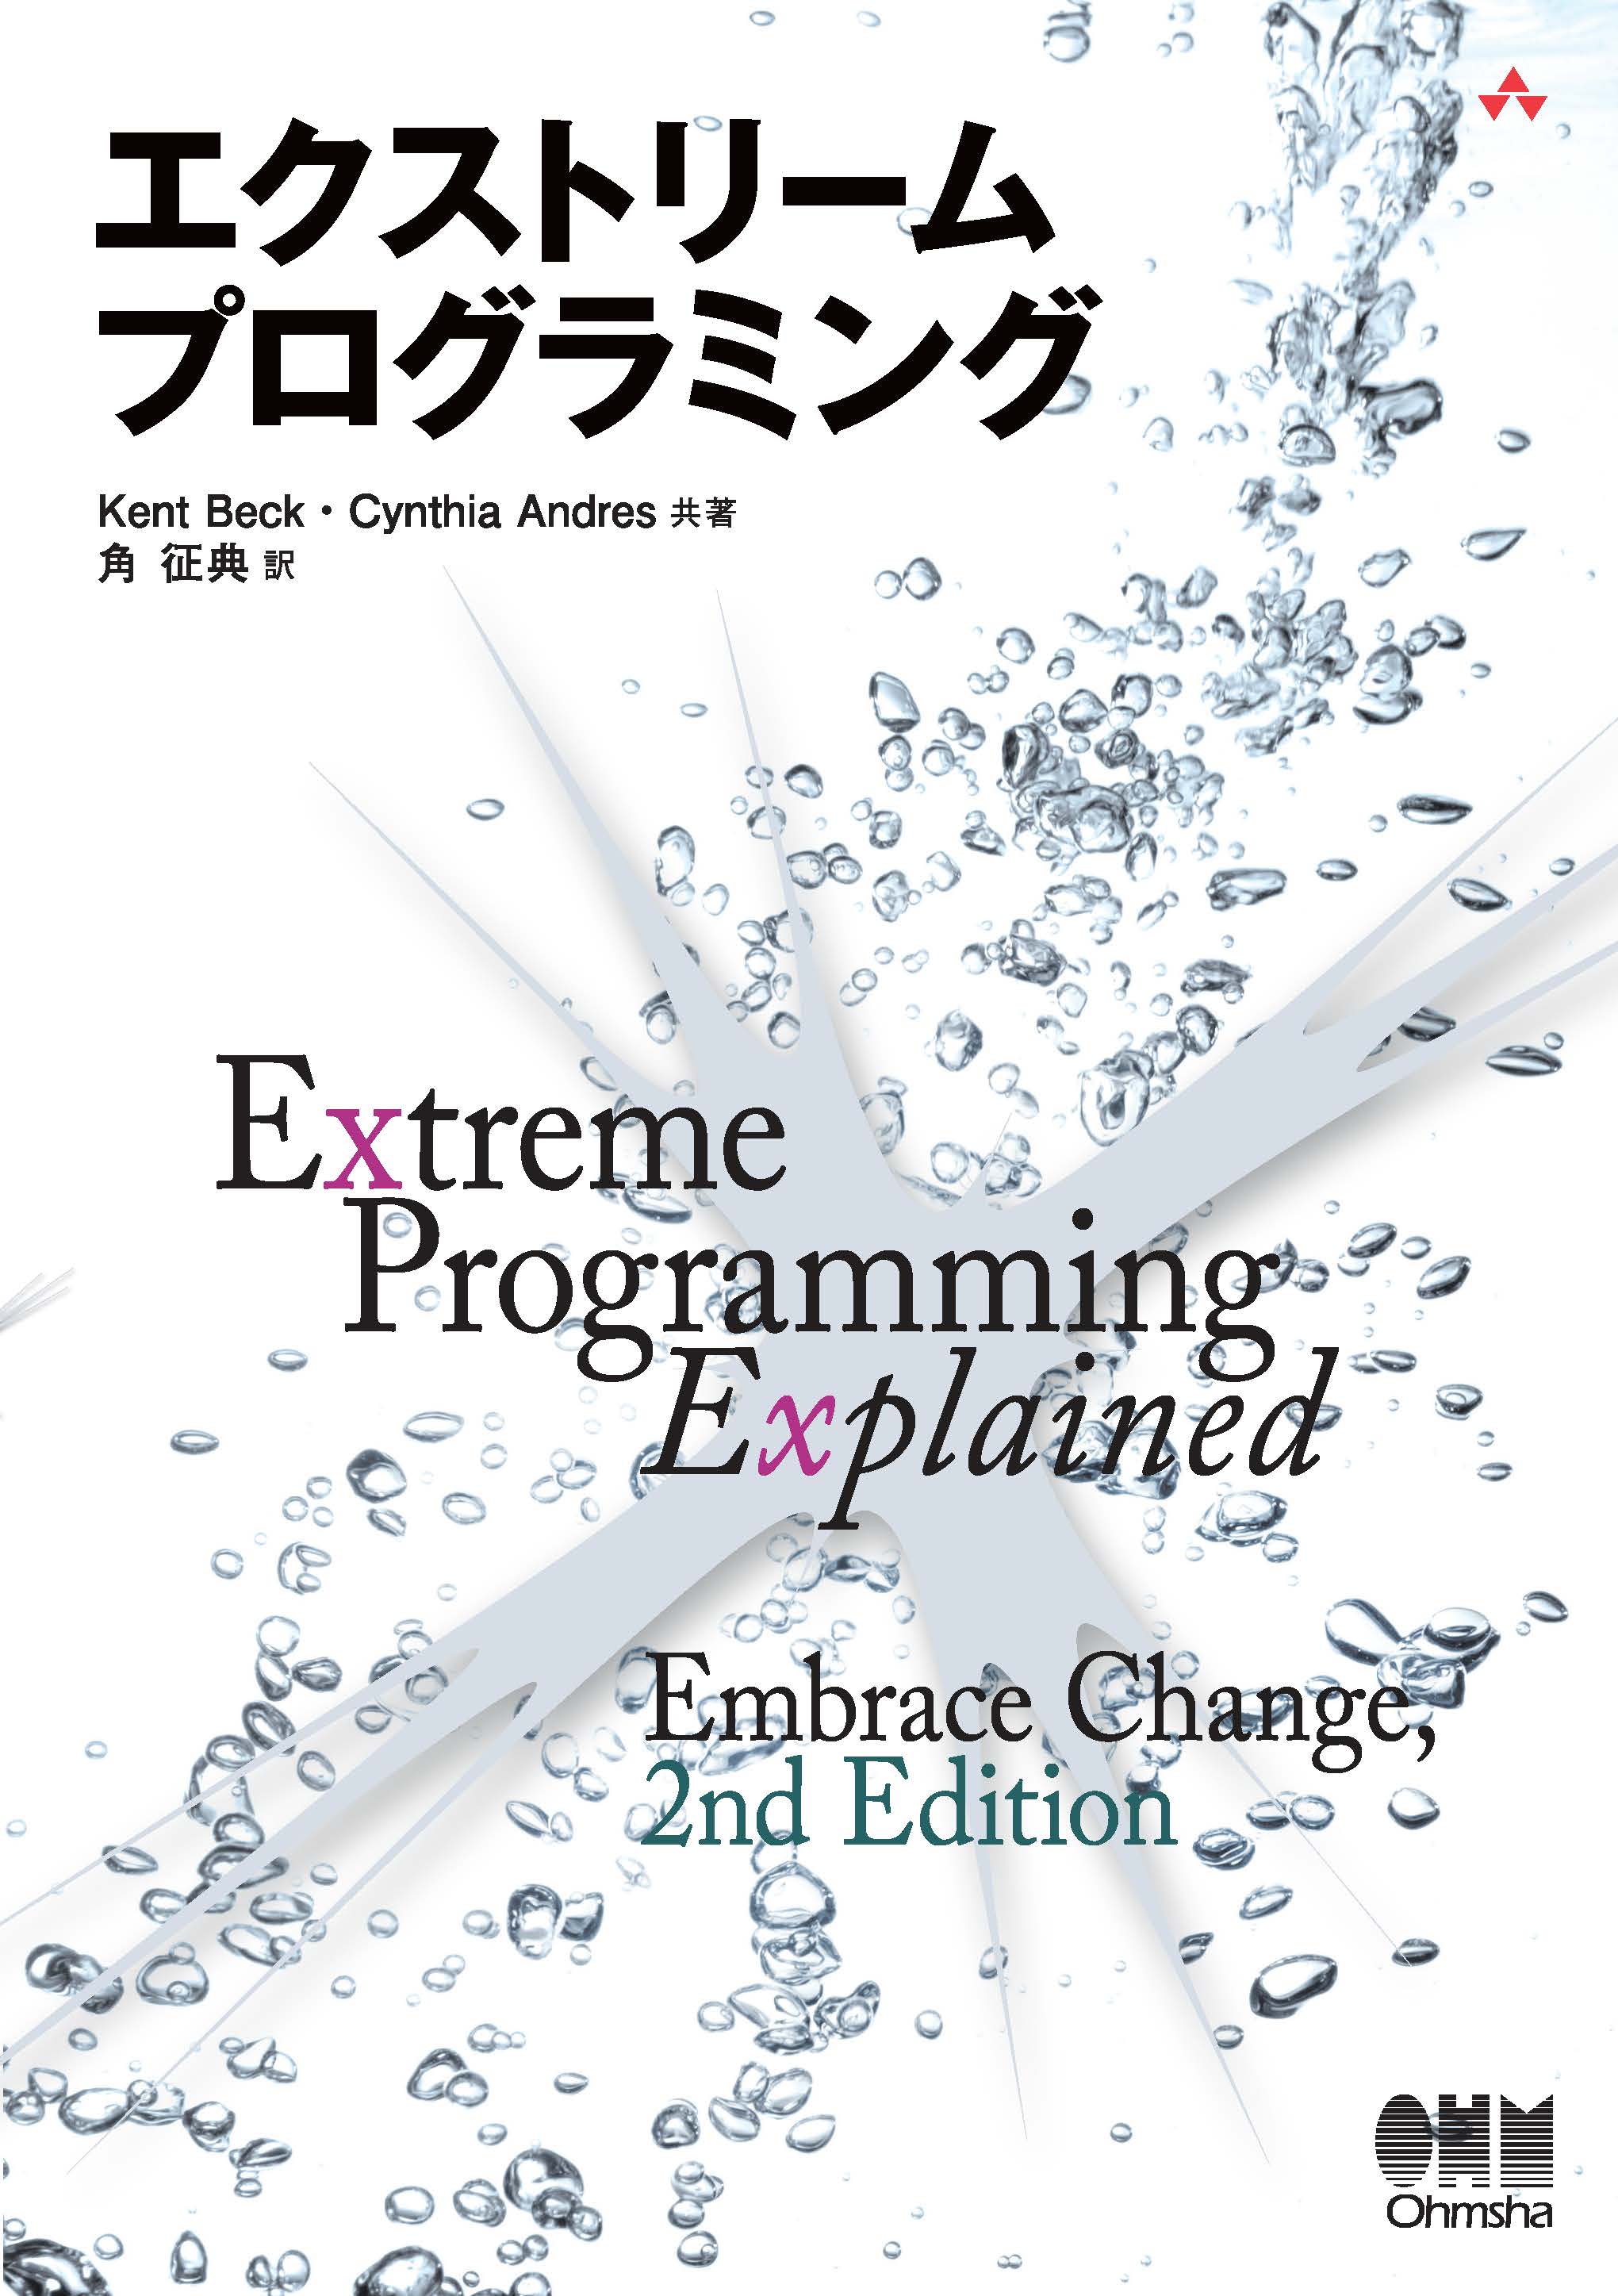 エクストリーム
プログラミング
Kent Beck・Cynthia Andres 共著
角 征典 訳
Extreme
Programming
Explained
Embrace Change,
2nd Edition
OHM
Ohmsha